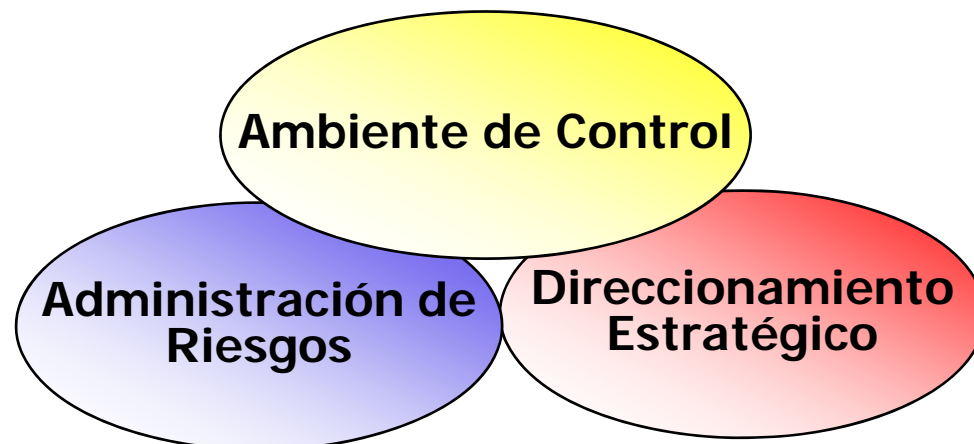 Ambiente de Control
Administración de
Riesgos
Direccionamiento
Estratégico